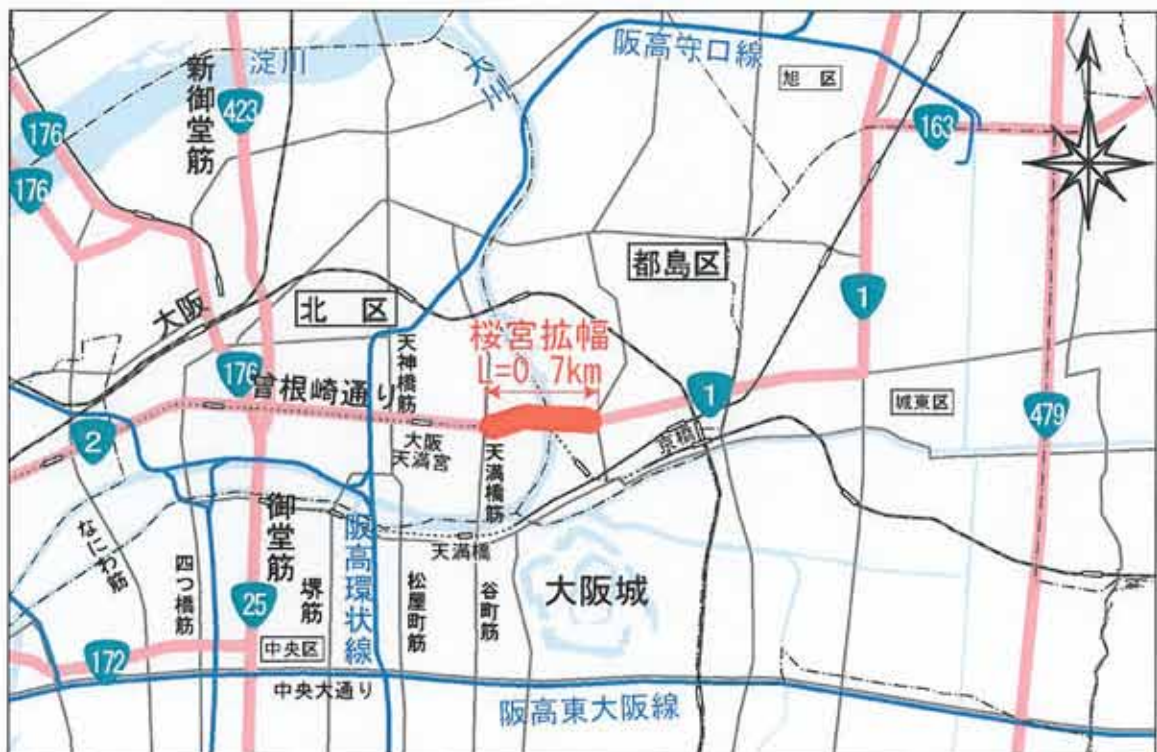 阪高守口線
淀川
大川
旭 区
新御堂筋
423
176
163
176
都島区
1
大阪
北 区
桜宮拡幅
L=0.7km
天神橋筋
176
曽根崎通り
1
城東区
479
2
大阪
天満宮
京橋
天満橋筋
御堂筋
天満橋
なにわ筋
四つ橋筋
堺筋
阪高環状線
松屋町筋
谷町筋
大阪城
25
中央区
172
中央大通り
阪高東大阪線